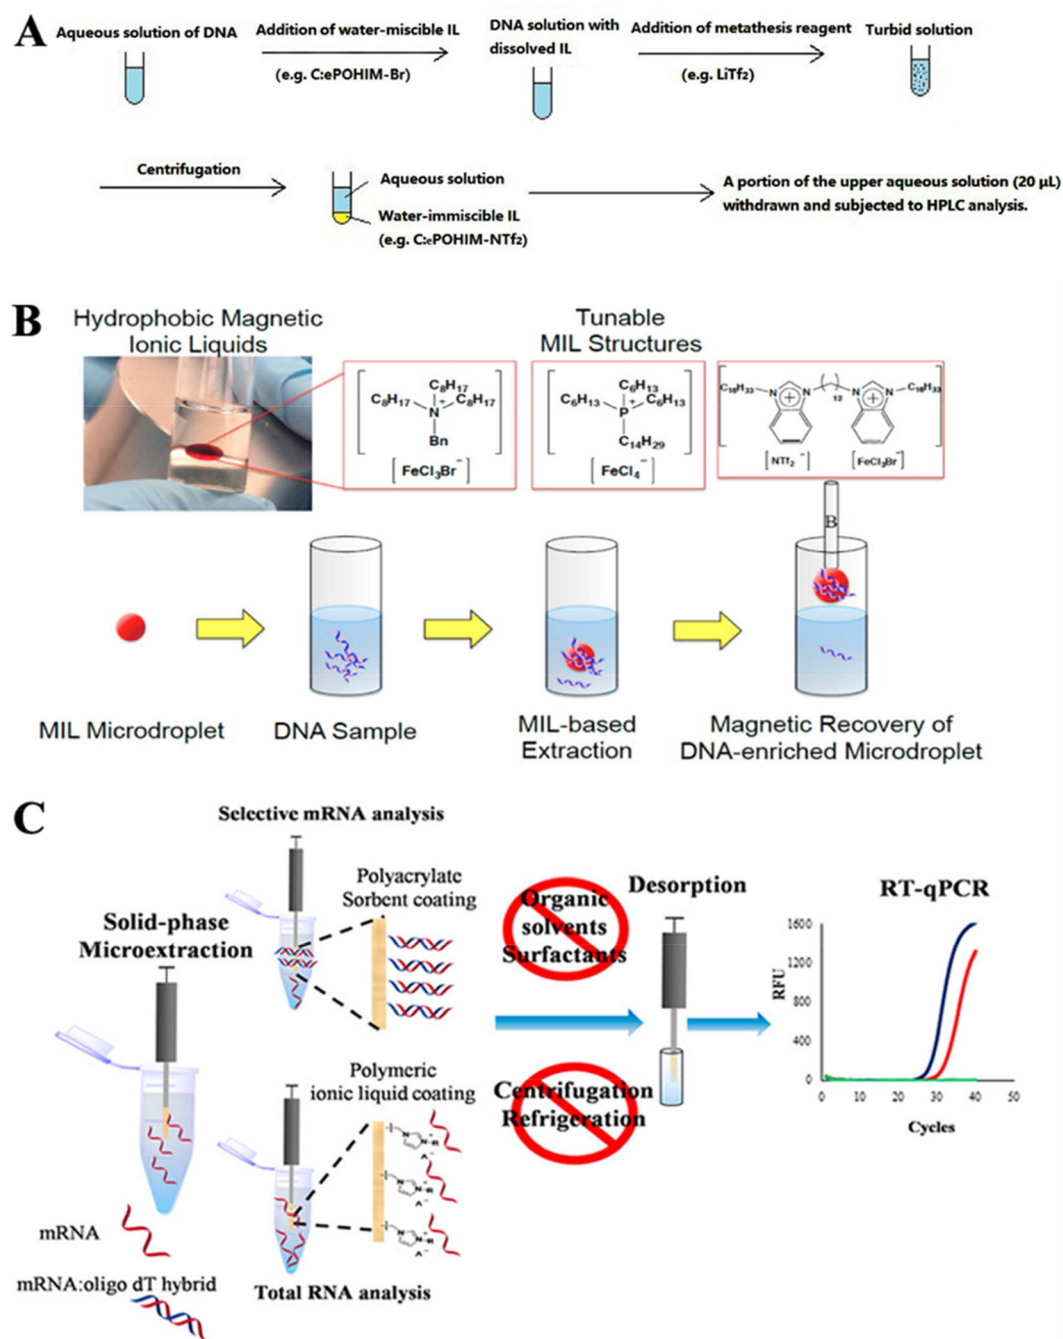 A
Aqueous solution of DNA
Addition of water-miscible IL
(e.g. C:ePOHIM-Br)
DNA solution with
dissolved IL
Addition of metathesis reagent
(e.g. LiTf2)
Turbid solution
Centrifugation
Aqueous solution
Water-immiscible IL
(e.g. C:ePOHIM-NTf2)
A portion of the upper aqueous solution (20 µL)
withdrawn and subjected to HPLC analysis.
B
Hydrophobic Magnetic
Ionic Liquids
Tunable
MIL Structures
C8H17
C8H17 N+ C8H17
Bn
[FeCl3Br−]
C6H13
C6H13 P+ C6H13
C14H29
[FeCl4−]
C16H33 N + N 12 N + N C16H33
[NTf2−] [FeCl3Br−]
B
MIL Microdroplet
DNA Sample
MIL-based
Extraction
Magnetic Recovery of
DNA-enriched Microdroplet
C
Selective mRNA analysis
Polyacrylate
Sorbent coating
Solid-phase
Microextraction
Organic
solvents
Surfactants
Desorption
RT-qPCR
RFU
1600
1200
800
400
0
0 10 20 30 40 50
Cycles
Polymeric
ionic liquid coating
N + N-R
A−
N + N-R
A−
N + N-R
A−
Centrifugation
Refrigeration
mRNA
mRNA:oligo dT hybrid
Total RNA analysis